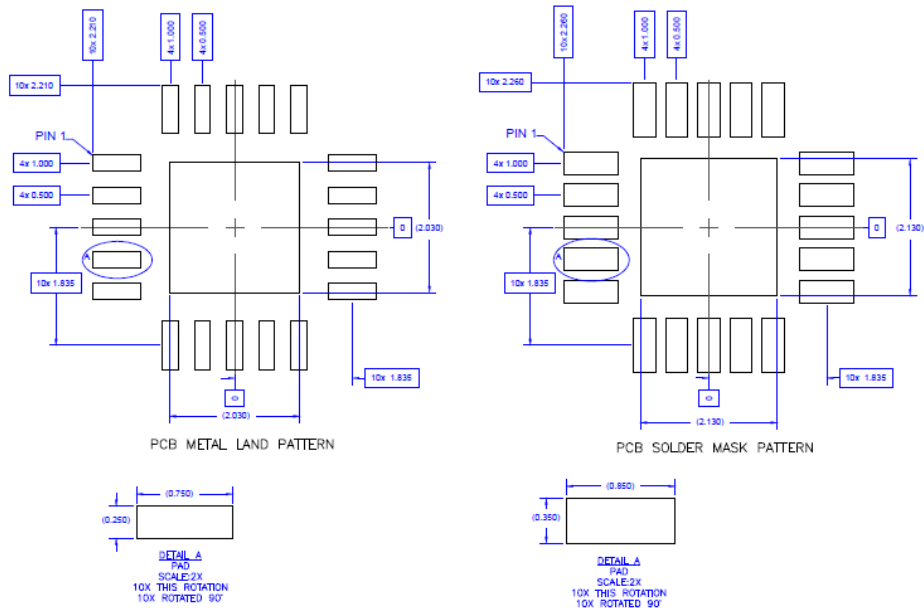 10x 2.210
4x 1.000
4x 0.500
10x 2.210
PIN 1
4x 1.000
4x 0.500
A
10x 1.835
0
(2.030)
10x 1.835
0
(2.030)
PCB METAL LAND PATTERN
10x 2.260
4x 1.000
4x 0.500
10x 2.260
PIN 1
4x 1.000
4x 0.500
A
10x 1.835
0
(2.130)
10x 1.835
0
(2.130)
PCB SOLDER MASK PATTERN
(0.750)
(0.250)
DETAIL A
PAD
SCALE:2X
10X THIS ROTATION
10X ROTATED 90°
(0.850)
(0.350)
DETAIL A
PAD
SCALE:2X
10X THIS ROTATION
10X ROTATED 90°